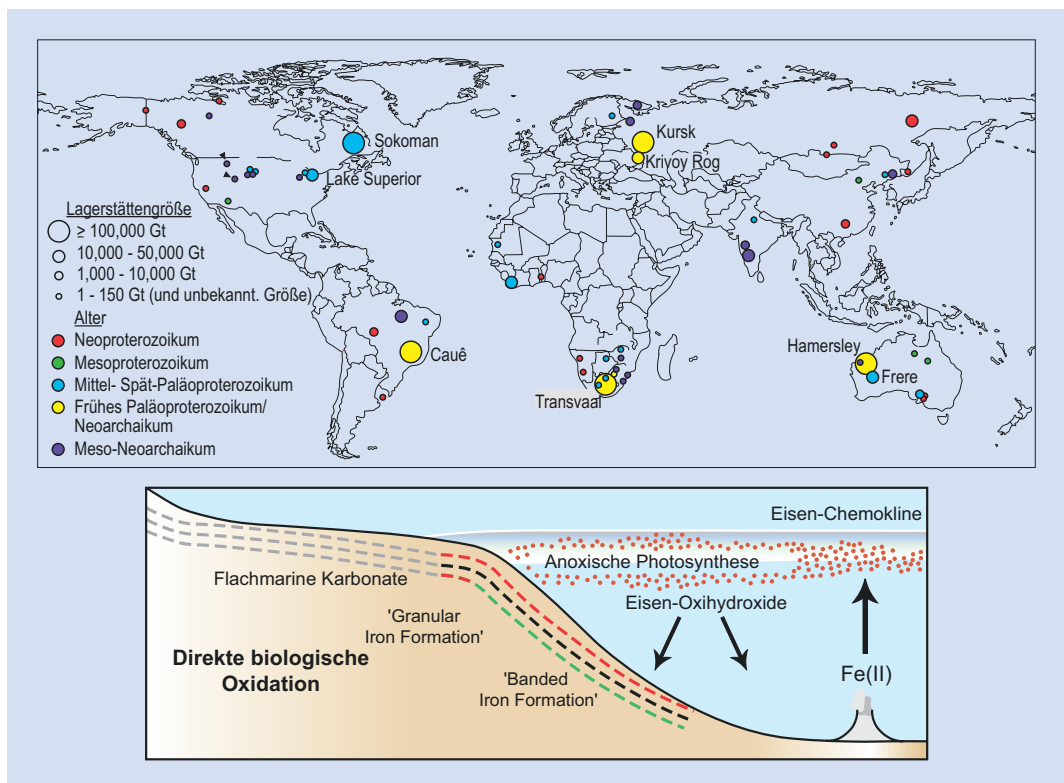 Sokoman
Lake Superior
Kursk
Krivoy Rog
Lagerstättengröße
≥ 100,000 Gt
10,000 - 50,000 Gt
1,000 - 10,000 Gt
1 - 150 Gt (und unbekannt. Größe)
Alter
Neoproterozoikum
Mesoproterozoikum
Mittel- Spät-Paläoproterozoikum
Frühes Paläoproterozoikum/
Neoarchaikum
Meso-Neoarchaikum
Cauê
Transvaal
Hamersley
Frere
Eisen-Chemokline
Anoxische Photosynthese
Flachmarine Karbonate
Eisen-Oxihydroxide
'Granular
Iron Formation'
Direkte biologische
Oxidation
'Banded
Iron Formation'
Fe(II)